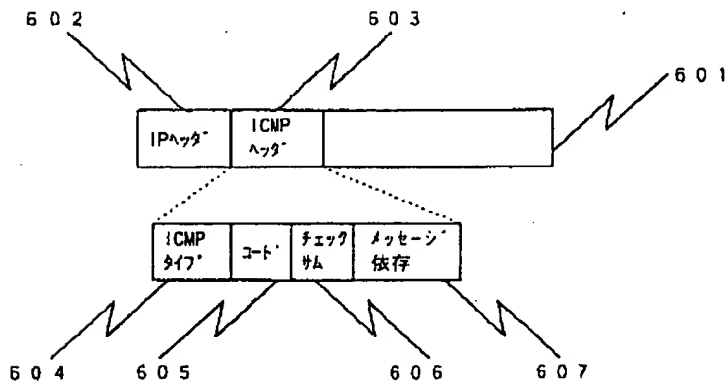 602
603
601
IPヘッダ
ICMP
ヘッダ
ICMP
タイプ
コード
チェック
サム
メッセージ
依存
604
605
606
607